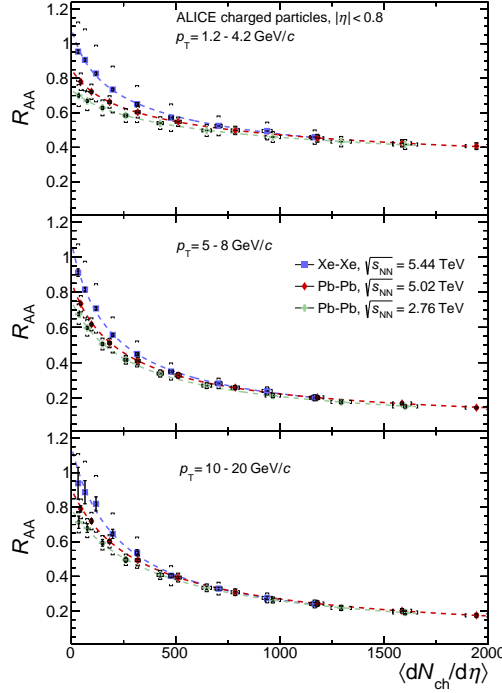 ALICE charged particles, |η| < 0.8
p_T = 1.2 - 4.2 GeV/c
R_AA
1.2
1
0.8
0.6
0.4
0.2
p_T = 5 - 8 GeV/c
Xe-Xe, √s_NN = 5.44 TeV
Pb-Pb, √s_NN = 5.02 TeV
Pb-Pb, √s_NN = 2.76 TeV
R_AA
1.2
1
0.8
0.6
0.4
0.2
p_T = 10 - 20 GeV/c
R_AA
1.2
1
0.8
0.6
0.4
0.2
0 500 1000 1500 2000
⟨dN_ch/dη⟩